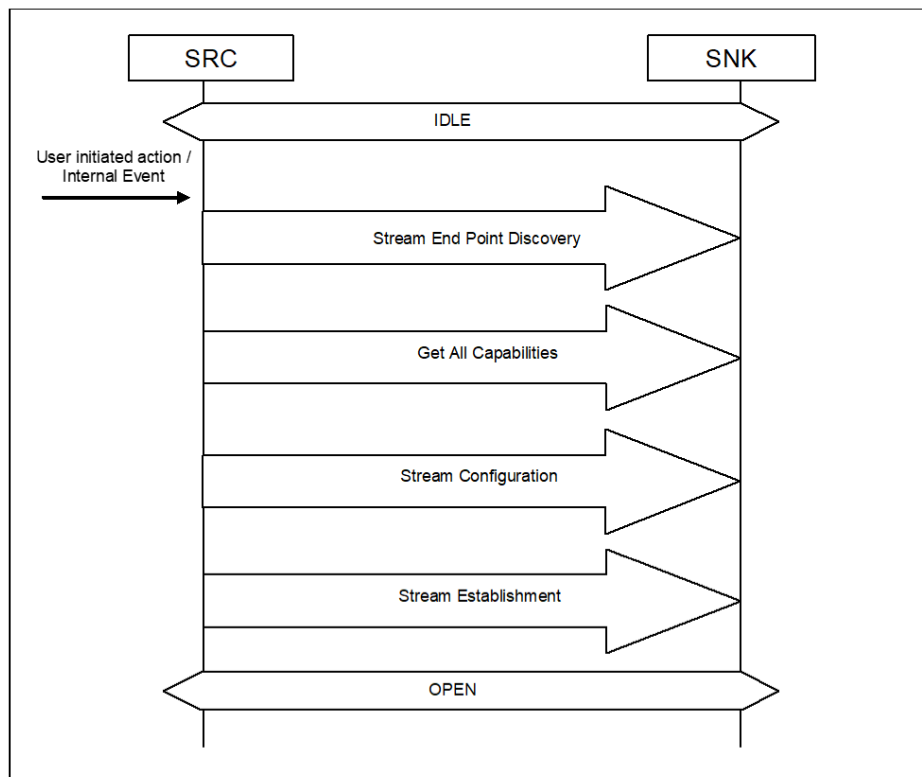 SRC
SNK
IDLE
User initiated action /
Internal Event
Stream End Point Discovery
Get All Capabilities
Stream Configuration
Stream Establishment
OPEN